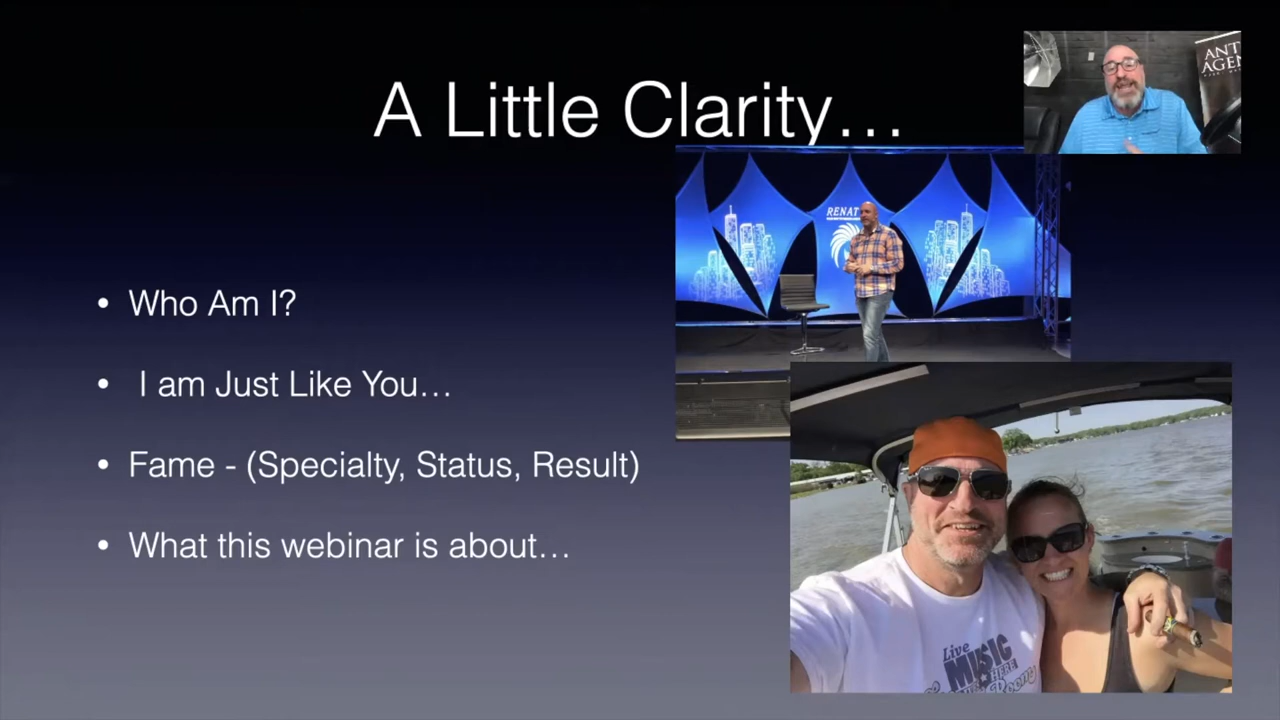 A Little Clarity…
ANT
AGEN
RENAT
• Who Am I?
• I am Just Like You…
• Fame - (Specialty, Status, Result)
• What this webinar is about…
Live
MUSIC
HERE